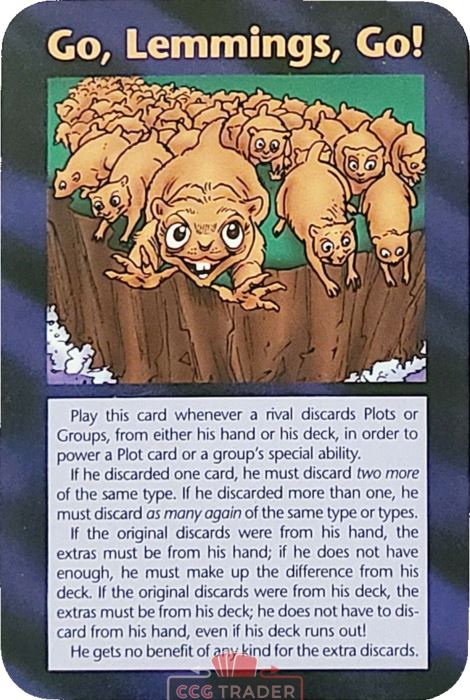 Go, Lemmings, Go!
Play this card whenever a rival discards Plots or
Groups, from either his hand or his deck, in order to
power a Plot card or a group's special ability.
If he discarded one card, he must discard two more
of the same type. If he discarded more than one, he
must discard as many again of the same type or types.
If the original discards were from his hand, the
extras must be from his hand; if he does not have
enough, he must make up the difference from his
deck. If the original discards were from his deck, the
extras must be from his deck; he does not have to dis-
card from his hand, even if his deck runs out!
He gets no benefit of any kind for the extra discards.
CCG TRADER